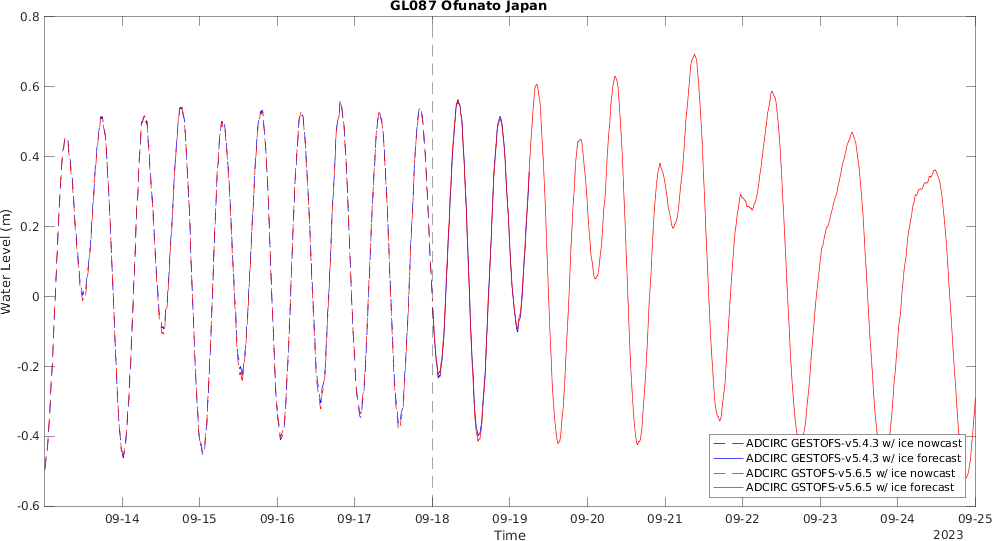 GL087 Ofunato Japan
0.8
0.6
0.4
0.2
0
-0.2
-0.4
-0.6
Water Level (m)
ADCIRC GESTOFS-v5.4.3 w/ ice nowcast
ADCIRC GSTOFS-v5.4.3 w/ ice forecast
ADCIRC GSTOFS-v5.6.5 w/ ice nowcast
ADCIRC GSTOFS-v5.6.5 w/ ice forecast
09-14 09-15 09-16 09-17 09-18 09-19 09-20 09-21 09-22 09-23 09-24 09-25
Time
2023